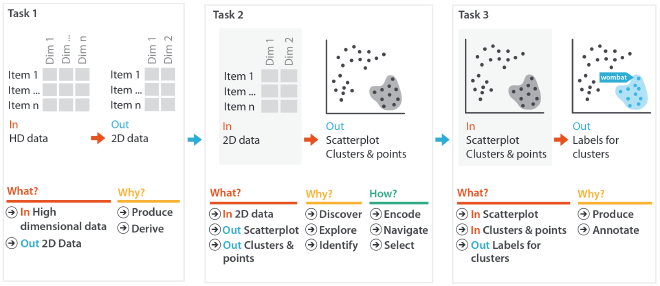 Task 1
Dim 1
Dim ...
Dim n
Item 1
Item ...
Item n
In
HD data
Dim 1
Dim 2
Item 1
Item ...
Item n
Out
2D data
What?
In High
dimensional data
Out 2D Data
Why?
Produce
Derive
Task 2
Dim 1
Dim 2
Item 1
Item ...
Item n
In
2D data
Out
Scatterplot
Clusters & points
What?
In 2D data
Out Scatterplot
Out Clusters &
points
Why?
Discover
Explore
Identify
How?
Encode
Navigate
Select
Task 3
In
Scatterplot
Clusters & points
wombat
Out
Labels for
clusters
What?
In Scatterplot
In Clusters & points
Out Labels for
clusters
Why?
Produce
Annotate